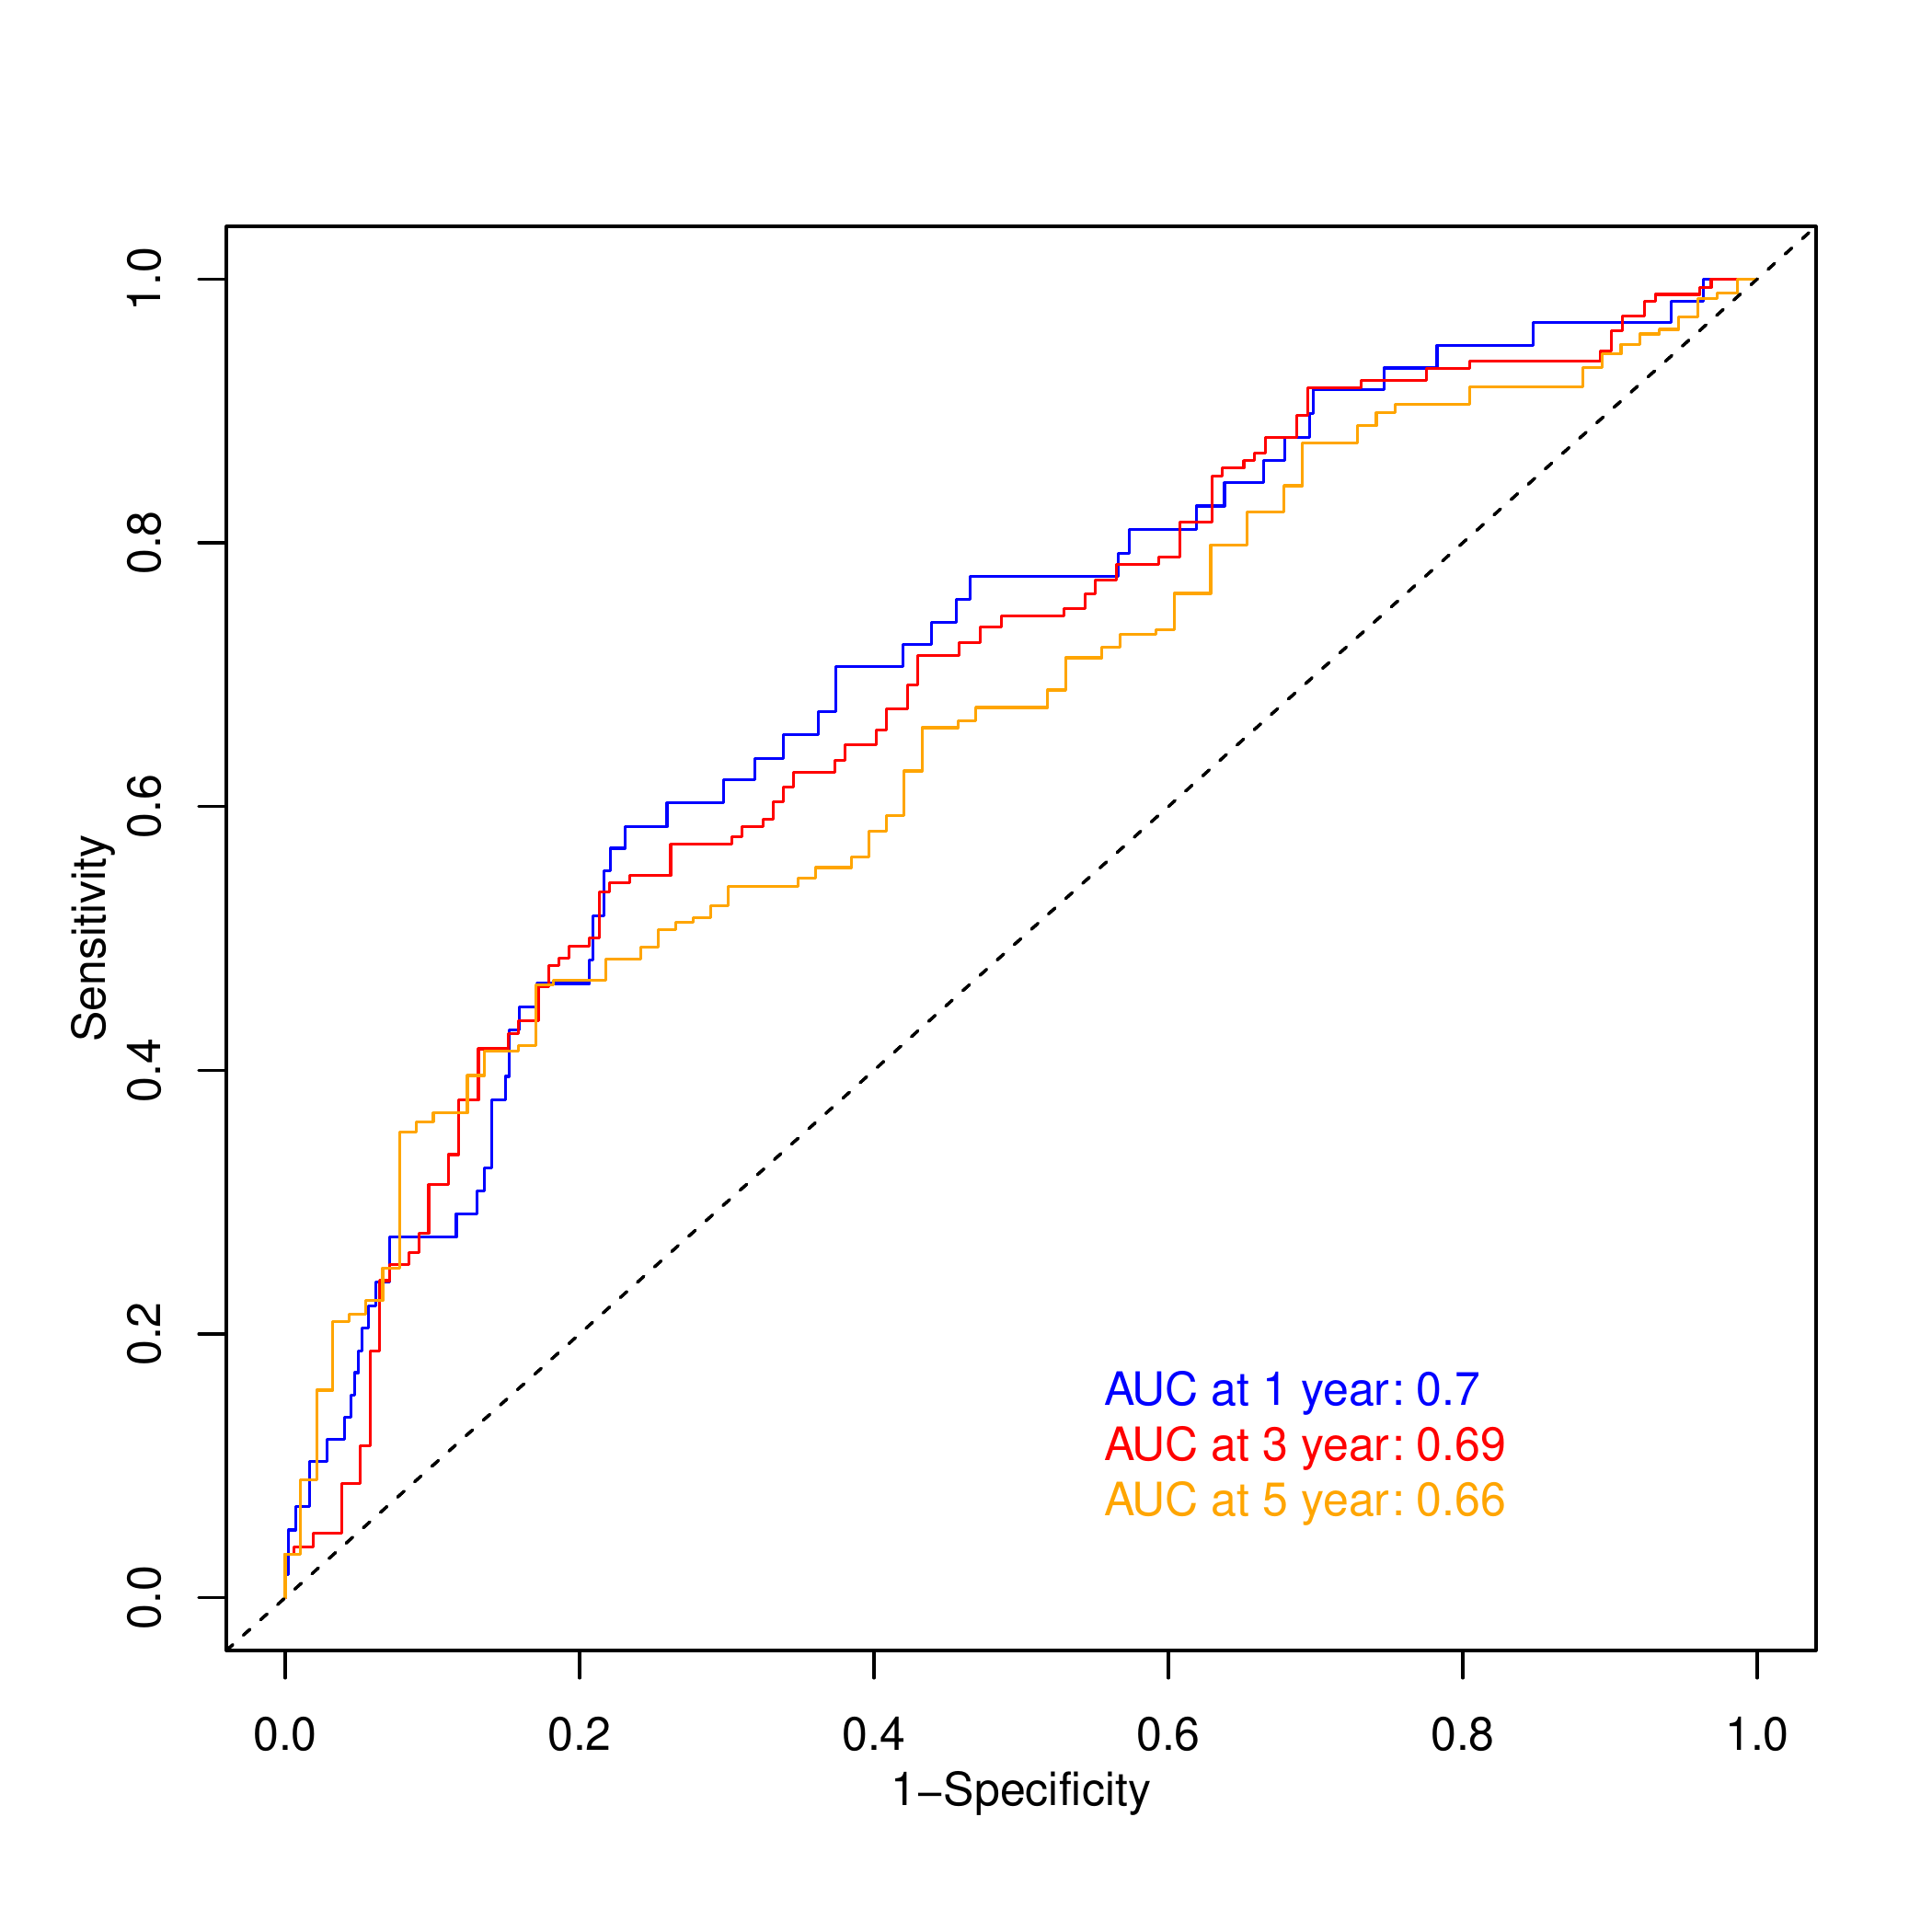 1.0
0.8
0.6
0.4
0.2
0.0
Sensitivity
AUC at 1 year: 0.7
AUC at 3 year: 0.69
AUC at 5 year: 0.66
0.0 0.2 0.4 0.6 0.8 1.0
1−Specificity